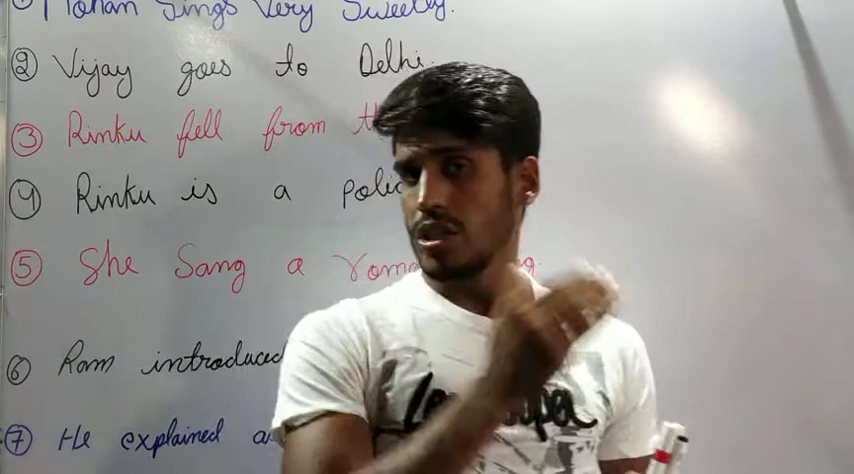 ① Mohan Sings Very Sweetly.
② Vijay goes to Delhi.
③ Rinku fell from
④ Rinku is a
⑤ She Sang a
⑥ Ram introduced
⑦ He explained